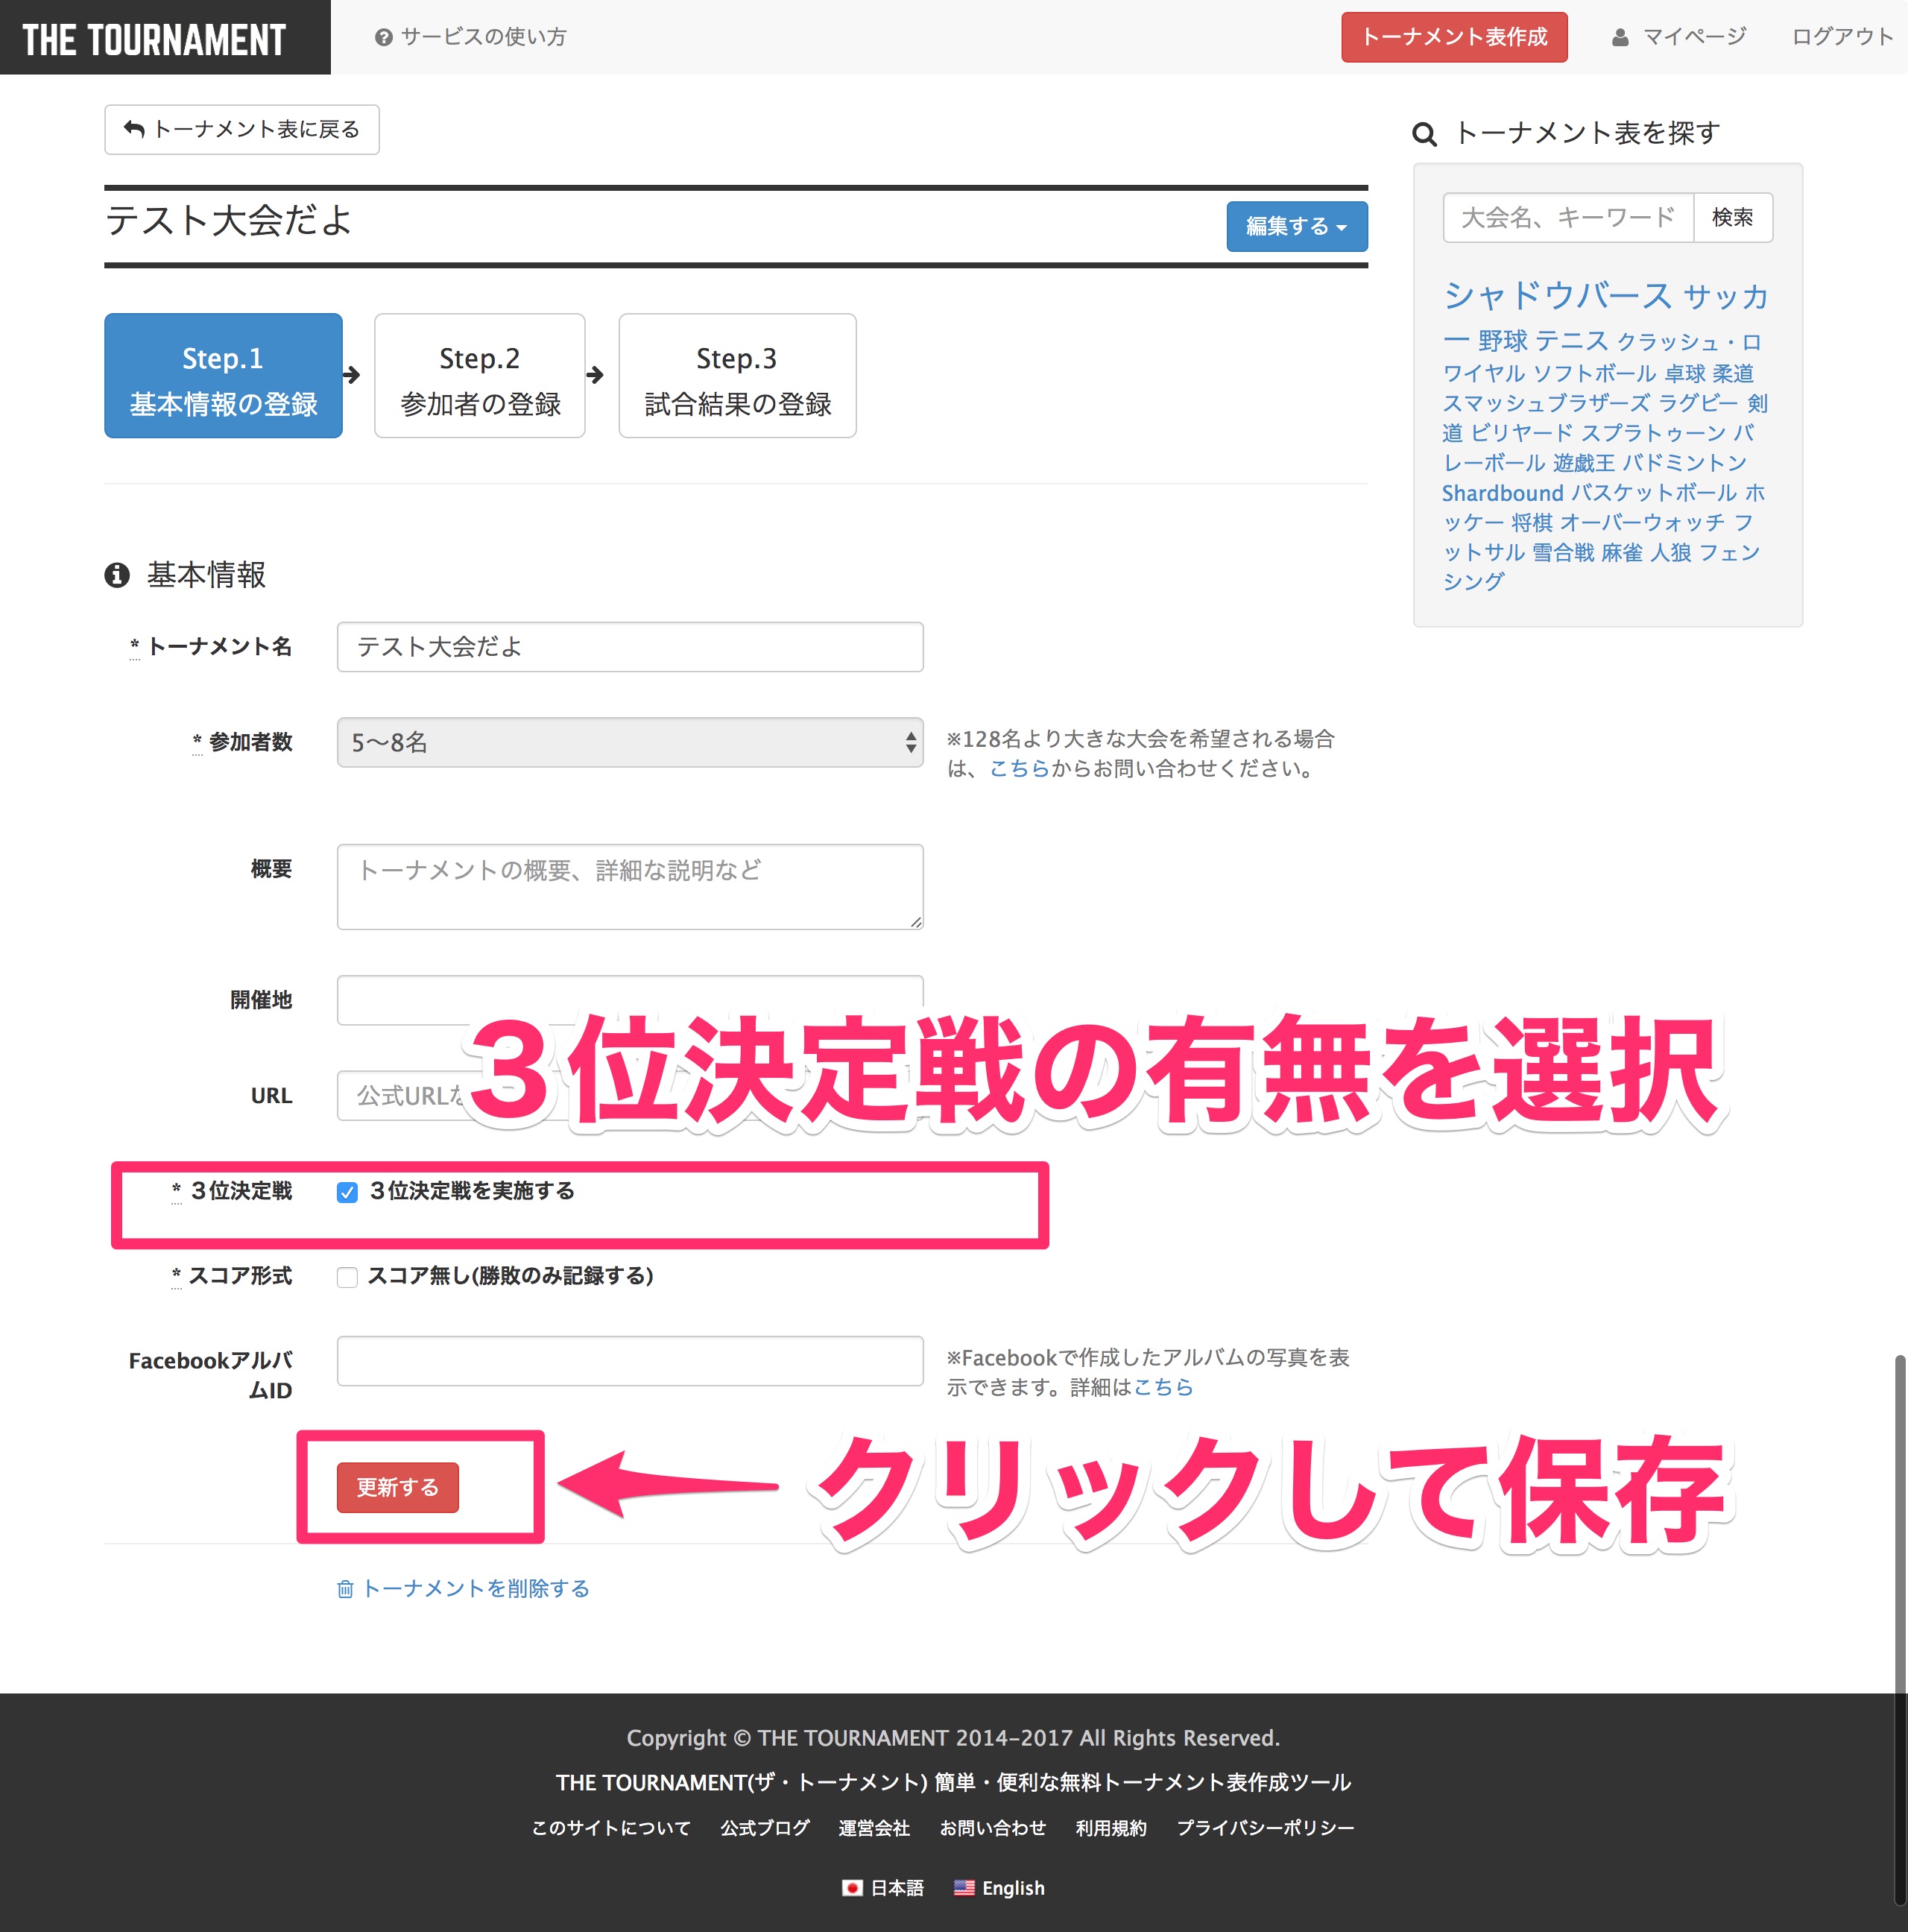 THE TOURNAMENT
サービスの使い方
トーナメント表作成
マイページ
ログアウト
トーナメント表に戻る
テスト大会だよ
編集する
Step.1
基本情報の登録
Step.2
参加者の登録
Step.3
試合結果の登録
基本情報
* トーナメント名
テスト大会だよ
* 参加者数
5〜8名
※128名より大きな大会を希望される場合
は、こちらからお問い合わせください。
概要
トーナメントの概要、詳細な説明など
開催地
3位決定戦の有無を選択
URL
公式URLな
* 3位決定戦
3位決定戦を実施する
* スコア形式
スコア無し(勝敗のみ記録する)
Facebookアルバ
ムID
※Facebookで作成したアルバムの写真を表
示できます。詳細はこちら
更新する
クリックして保存
トーナメントを削除する
トーナメント表を探す
大会名、キーワード
検索
シャドウバース サッカ
ー 野球 テニス クラッシュ・ロ
ワイヤル ソフトボール 卓球 柔道
スマッシュブラザーズ ラグビー 剣
道 ビリヤード スプラトゥーン バ
レーボール 遊戯王 バドミントン
Shardbound バスケットボール ホ
ッケー 将棋 オーバーウォッチ フ
ットサル 雪合戦 麻雀 人狼 フェン
シング
Copyright © THE TOURNAMENT 2014-2017 All Rights Reserved.
THE TOURNAMENT(ザ・トーナメント) 簡単・便利な無料トーナメント表作成ツール
このサイトについて 公式ブログ 運営会社 お問い合わせ 利用規約 プライバシーポリシー
日本語 English